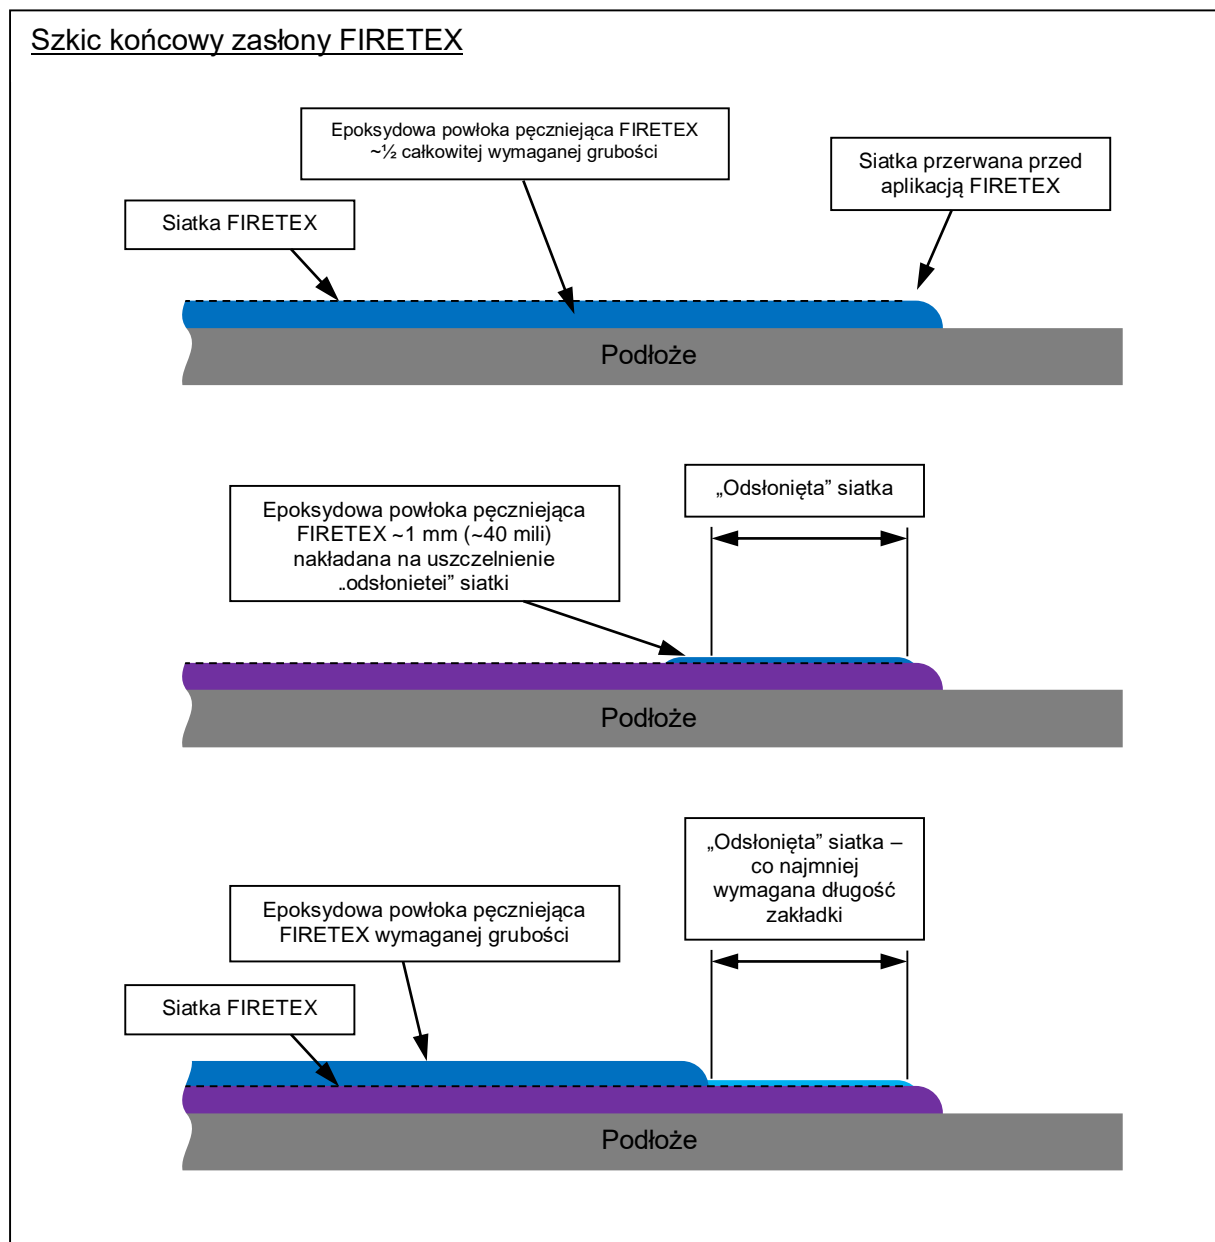 Szkic końcowy zasłony FIRETEX
Epoksydowa powłoka pęczniejąca FIRETEX
~½ całkowitej wymaganej grubości
Siatka przerwana przed
aplikacją FIRETEX
Siatka FIRETEX
Podłoże
„Odsłonięta” siatka
Epoksydowa powłoka pęczniejąca
FIRETEX ~1 mm (~40 mili)
nakładana na uszczelnienie
„odsłoniętej” siatki
Podłoże
„Odsłonięta” siatka –
co najmniej
wymagana długość
zakładki
Epoksydowa powłoka pęczniejąca
FIRETEX wymaganej grubości
Siatka FIRETEX
Podłoże